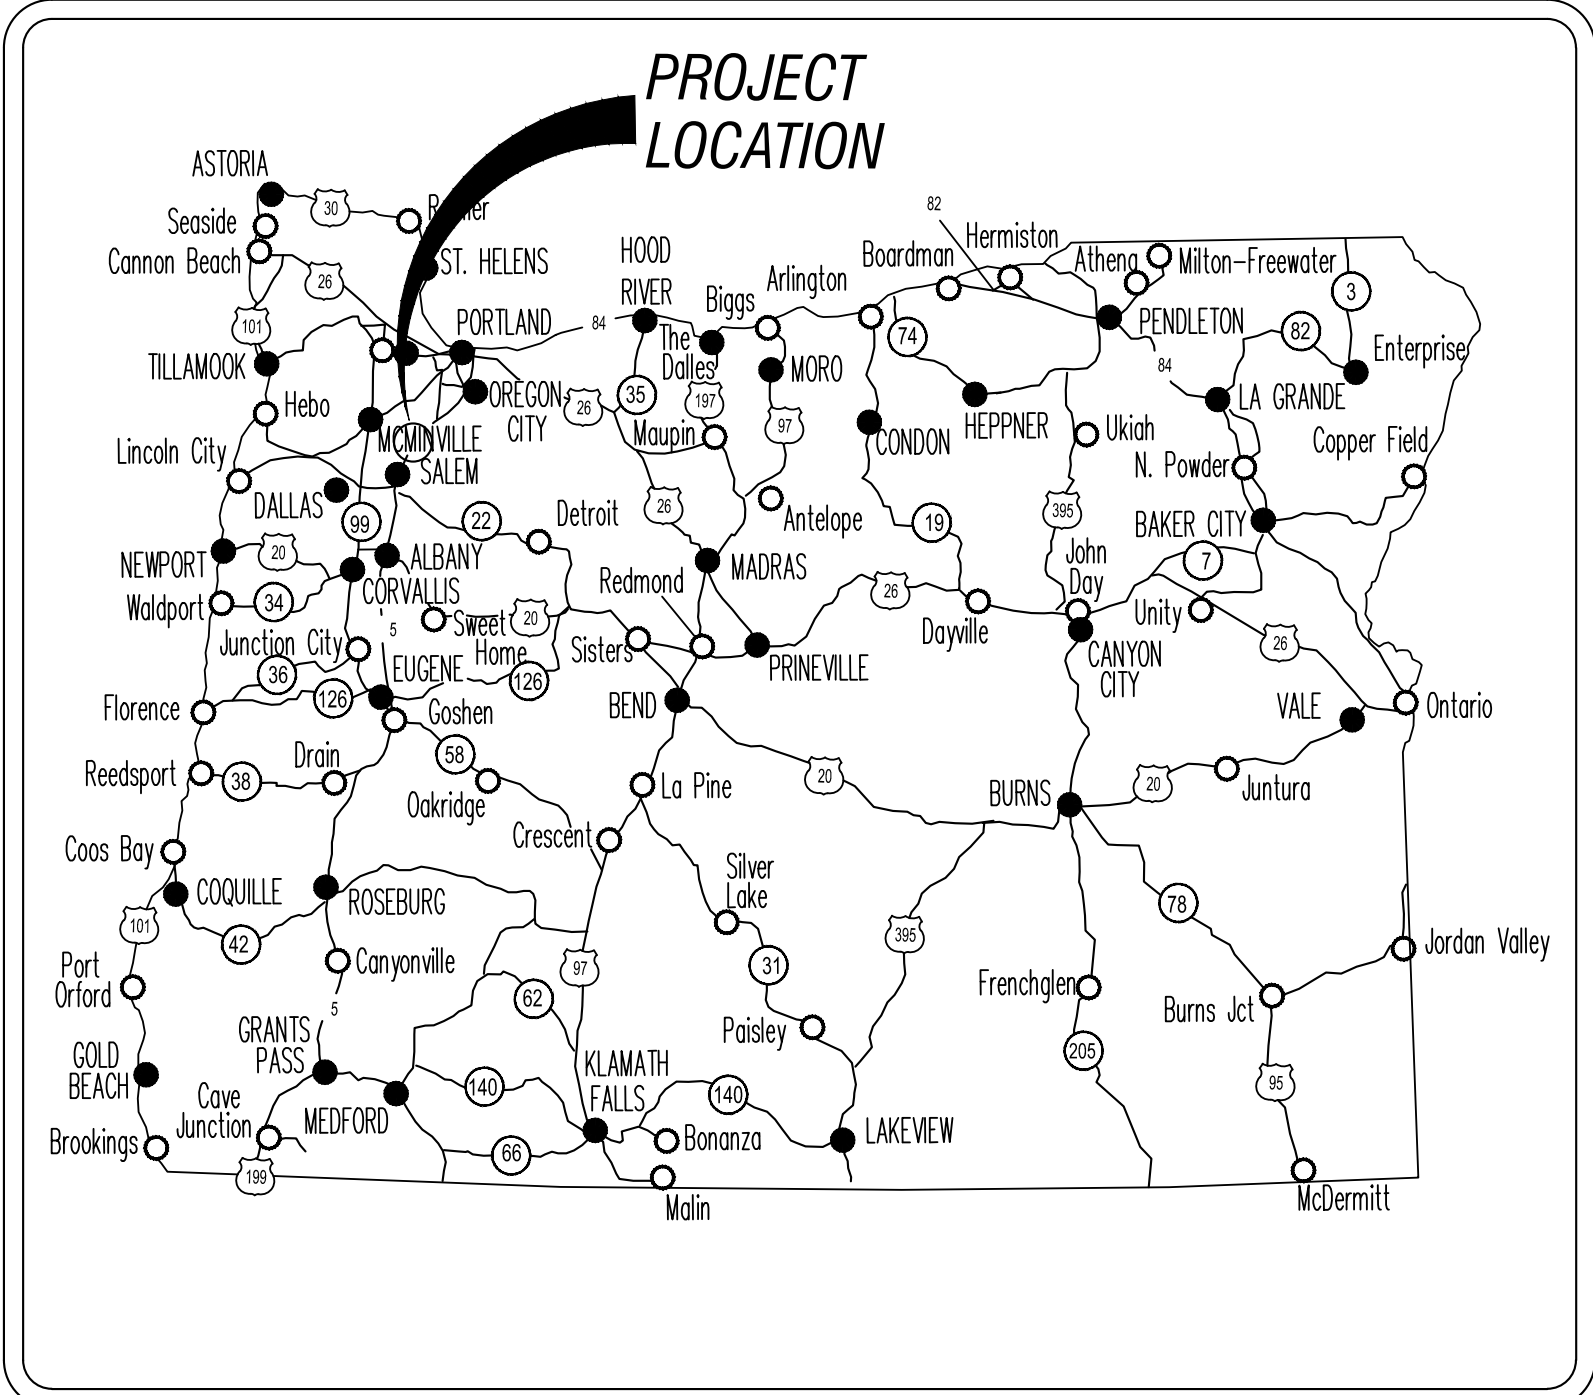 PROJECT
LOCATION
ASTORIA
30
Seaside
Cannon Beach
26
ST. HELENS
101
TILLAMOOK
Hebo
PORTLAND
84
OREGON
CITY
HOOD
RIVER
The
Dalles
Biggs
Arlington
Boardman
82
Hermiston
Athena
Milton-Freewater
PENDLETON
3
82
Enterprise
74
84
LA GRANDE
MORO
35
26
197
97
Maupin
CONDON
HEPPNER
Ukiah
N. Powder
Copper Field
Lincoln City
MCMINVILLE
SALEM
DALLAS
99
22
Detroit
26
Antelope
19
395
BAKER CITY
7
NEWPORT
20
ALBANY
CORVALLIS
Redmond
MADRAS
John
Day
Waldport
34
5
Sweet
Home
20
Sisters
26
Dayville
Unity
26
Junction City
36
EUGENE
126
126
PRINEVILLE
CANYON
CITY
Florence
Goshen
BEND
VALE
Ontario
Reedsport
38
Drain
58
Oakridge
La Pine
20
BURNS
20
Juntura
Coos Bay
Crescent
Silver
Lake
COQUILLE
ROSEBURG
101
42
97
395
78
Canyonville
31
Jordan Valley
Port
Orford
62
Frenchglen
Burns Jct
5
GRANTS
PASS
Paisley
205
GOLD
BEACH
KLAMATH
FALLS
140
140
95
Cave
Junction
MEDFORD
Brookings
66
Bonanza
LAKEVIEW
199
Malin
McDermitt